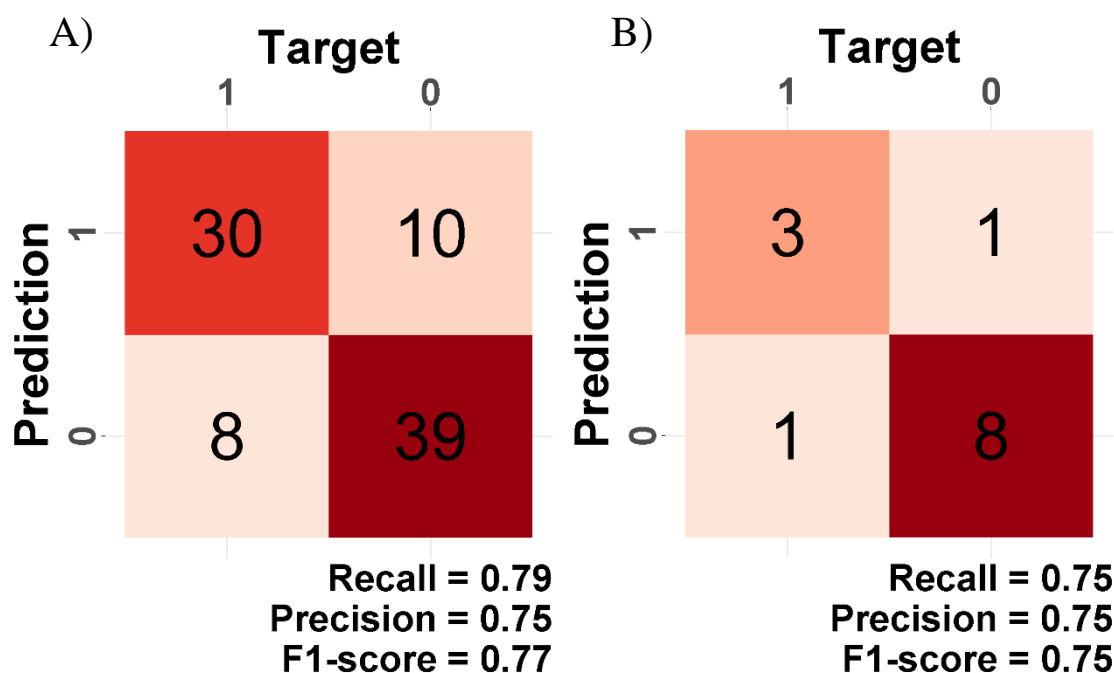 A)
Target
1 0
Prediction
1
30 10
0
8 39
Recall = 0.79
Precision = 0.75
F1-score = 0.77
B)
Target
1 0
Prediction
1
3 1
0
1 8
Recall = 0.75
Precision = 0.75
F1-score = 0.75